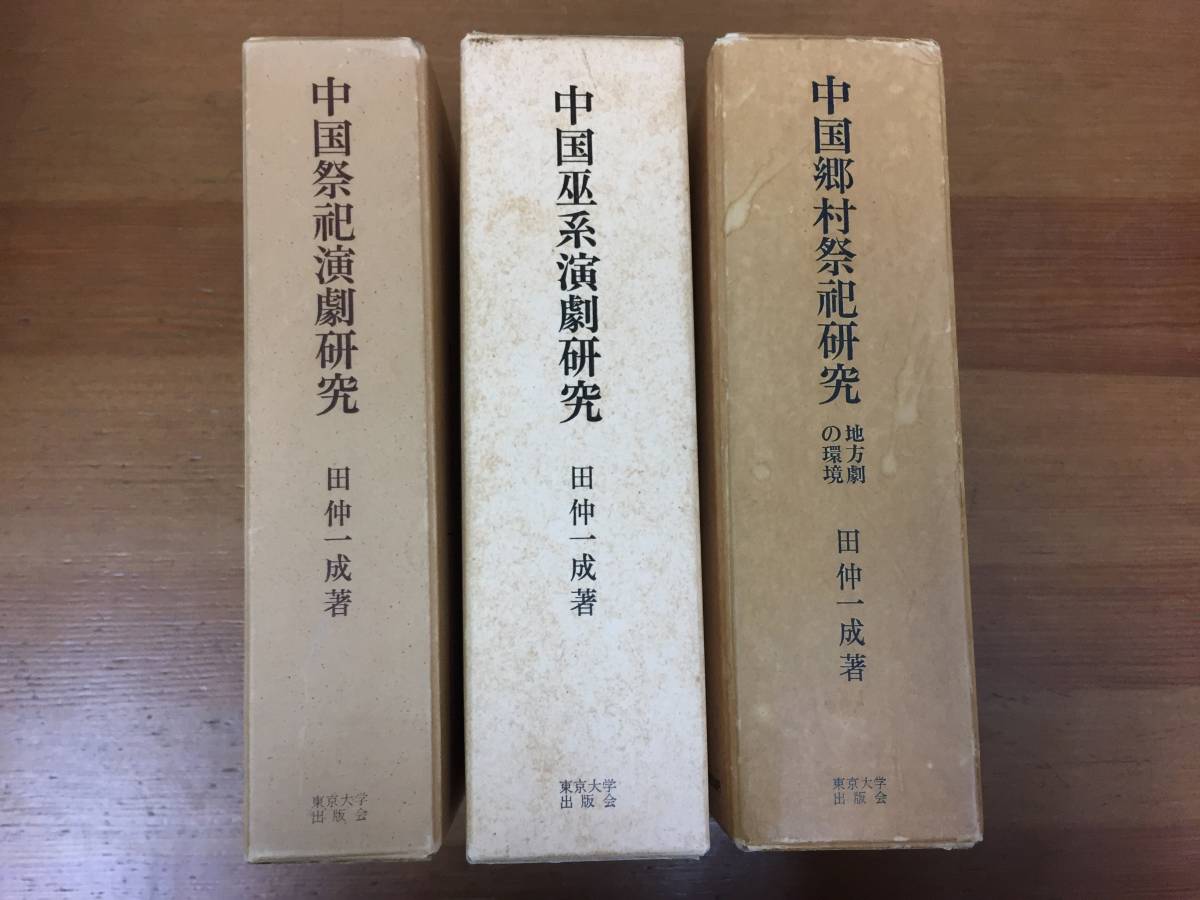 中国祭祀演劇研究
田仲一成著
東京大学
出版会
中国巫系演劇研究
田仲一成著
東京大学
出版会
中国郷村祭祀研究
地方劇
の環境
田仲一成著
東京大学
出版会